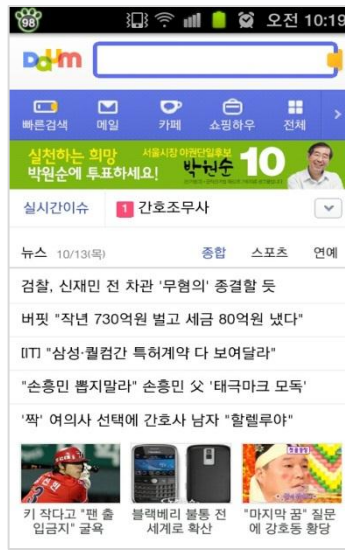 98 오전 10:19
Daum
빠른검색 메일 카페 쇼핑하우 전체
실천하는 희망 서울시장 야권단일후보
박원순에 투표하세요! 박원순 10
실시간이슈 1 간호조무사
뉴스 10/13(목) 종합 스포츠 연예
검찰, 신재민 전 차관 '무혐의' 종결할 듯
버핏 "작년 730억원 벌고 세금 80억원 냈다"
[IT] "삼성·퀄컴간 특허계약 다 보여달라"
"손흥민 뽑지말라" 손흥민 父 '태극마크 모독'
'짝' 여의사 선택에 간호사 남자 "할렐루야"
키 작다고 "팬 출입금지" 굴욕
블랙베리 불통 전세계로 확산
"마지막 꿈" 질문에 강호동 황당